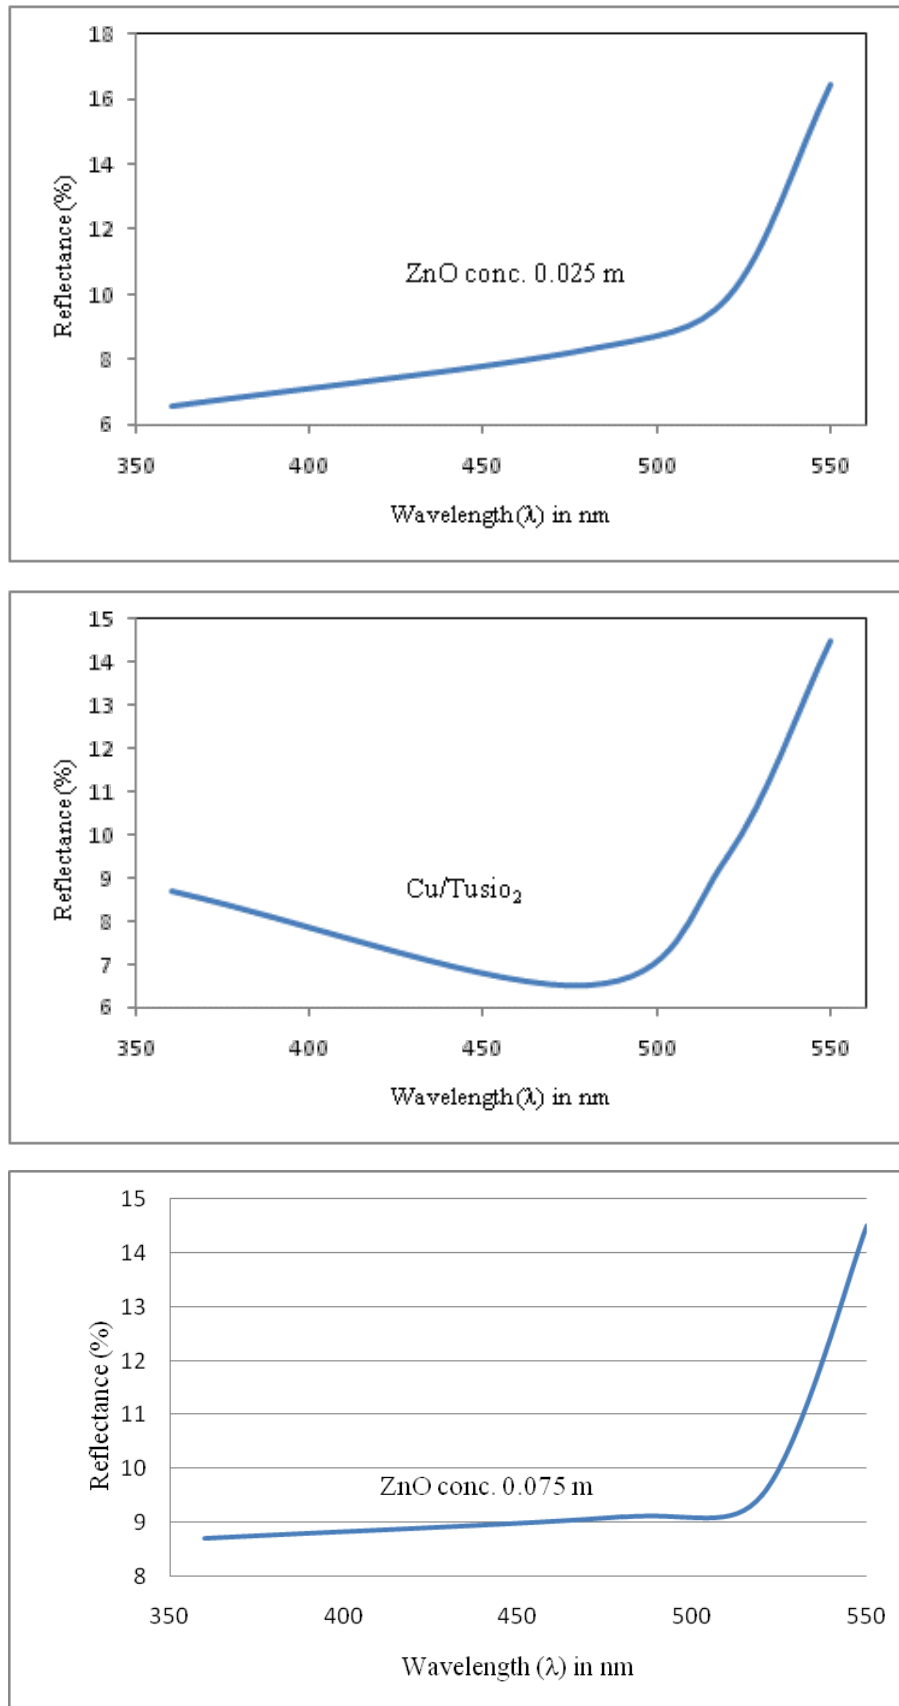 18
16
14
12
10
8
6
Reflectance (%)
ZnO conc. 0.025 m
350 400 450 500 550
Wavelength (λ) in nm
15
14
13
12
11
10
9
8
7
6
Reflectance (%)
Cu/Tusio₂
350 400 450 500 550
Wavelength (λ) in nm
15
14
13
12
11
10
9
8
Reflectance (%)
ZnO conc. 0.075 m
350 400 450 500 550
Wavelength (λ) in nm